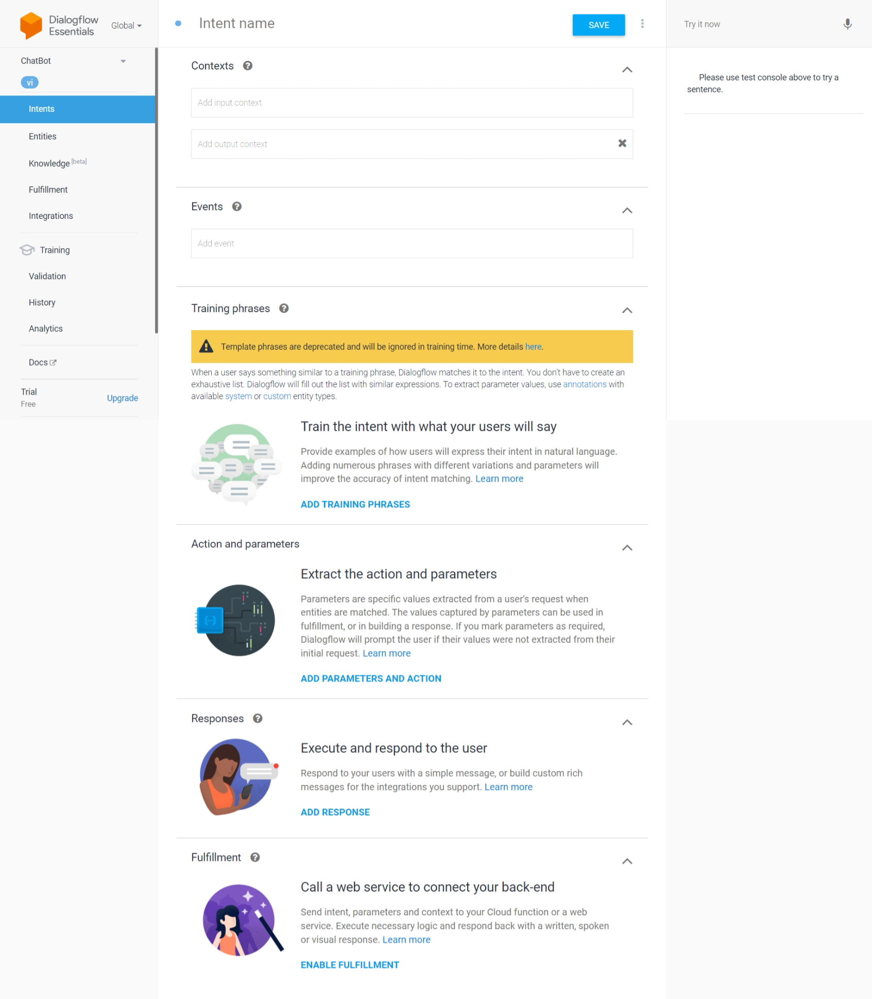 Dialogflow
Essentials
Global
Intent name
SAVE
Try it now
ChatBot
vi
Intents
Entities
Knowledge [beta]
Fulfillment
Integrations
Training
Validation
History
Analytics
Docs
Trial
Free
Upgrade
Contexts
Add input context
Add output context
Events
Add event
Training phrases
Template phrases are deprecated and will be ignored in training time. More details here.
When a user says something similar to a training phrase, Dialogflow matches it to the intent. You don't have to create an
exhaustive list. Dialogflow will fill out the list with similar expressions. To extract parameter values, use annotations with
available system or custom entity types.
Train the intent with what your users will say
Provide examples of how users will express their intent in natural language.
Adding numerous phrases with different variations and parameters will
improve the accuracy of intent matching. Learn more
ADD TRAINING PHRASES
Action and parameters
Extract the action and parameters
Parameters are specific values extracted from a user's request when
entities are matched. The values captured by parameters can be used in
fulfillment, or in building a response. If you mark parameters as required,
Dialogflow will prompt the user if their values were not extracted from their
initial request. Learn more
ADD PARAMETERS AND ACTION
Responses
Execute and respond to the user
Respond to your users with a simple message, or build custom rich
messages for the integrations you support. Learn more
ADD RESPONSE
Fulfillment
Call a web service to connect your back-end
Send intent, parameters and context to your Cloud function or a web
service. Execute necessary logic and respond back with a written, spoken
or visual response. Learn more
ENABLE FULFILLMENT
Please use test console above to try a
sentence.